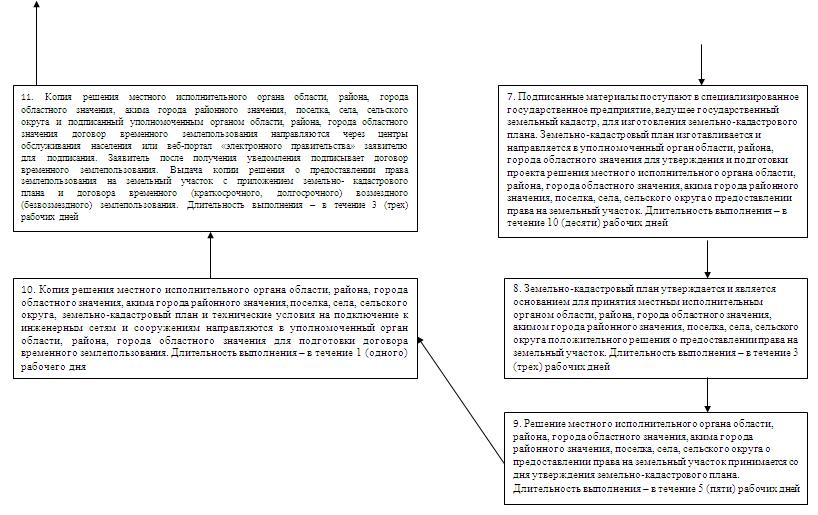 7. Подписанные материалы поступают в специализированное
государственное предприятие, ведущее государственный
земельный кадастр, для изготовления земельно-кадастрового
плана. Земельно-кадастровый план изготавливается и
направляется в уполномоченный орган области, района,
города областного значения для утверждения и подготовки
проекта решения местного исполнительного органа области,
района, города областного значения, акима города районного
значения, поселка, села, сельского округа о предоставлении
права на земельный участок. Длительность выполнения – в
течение 10 (десяти) рабочих дней
8. Земельно-кадастровый план утверждается и является
основанием для принятия местным исполнительным
органом области, района, города областного значения,
акимом города районного значения, поселка, села, сельского
округа положительного решения о предоставлении права на
земельный участок. Длительность выполнения – в течение 3
(трех) рабочих дней
9. Решение местного исполнительного органа области,
района, города областного значения, акима города
районного значения, поселка, села, сельского округа о
предоставлении права на земельный участок принимается со
дня утверждения земельно-кадастрового плана.
Длительность выполнения – в течение 5 (пяти) рабочих дней
10. Копия решения местного исполнительного органа области, района, города
областного значения, акима города районного значения, поселка, села, сельского
округа, земельно-кадастровый план и технические условия на подключение к
инженерным сетям и сооружениям направляются в уполномоченный орган
области, района, города областного значения для подготовки договора
временного землепользования. Длительность выполнения – в течение 1 (одного)
рабочего дня
11. Копия решения местного исполнительного органа области, района, города
областного значения, акима города районного значения, поселка, села, сельского
округа и подписанный уполномоченным органом области, района, города областного
значения договор временного землепользования направляются через центры
обслуживания населения или веб-портал «электронного правительства» заявителю
для подписания. Заявитель после получения уведомления подписывает договор
временного землепользования. Выдача копии решения о предоставлении права
землепользования на земельный участок с приложением земельно- кадастрового
плана и договора временного (краткосрочного, долгосрочного) возмездного
(безвозмездного) землепользования. Длительность выполнения – в течение 3 (трех)
рабочих дней